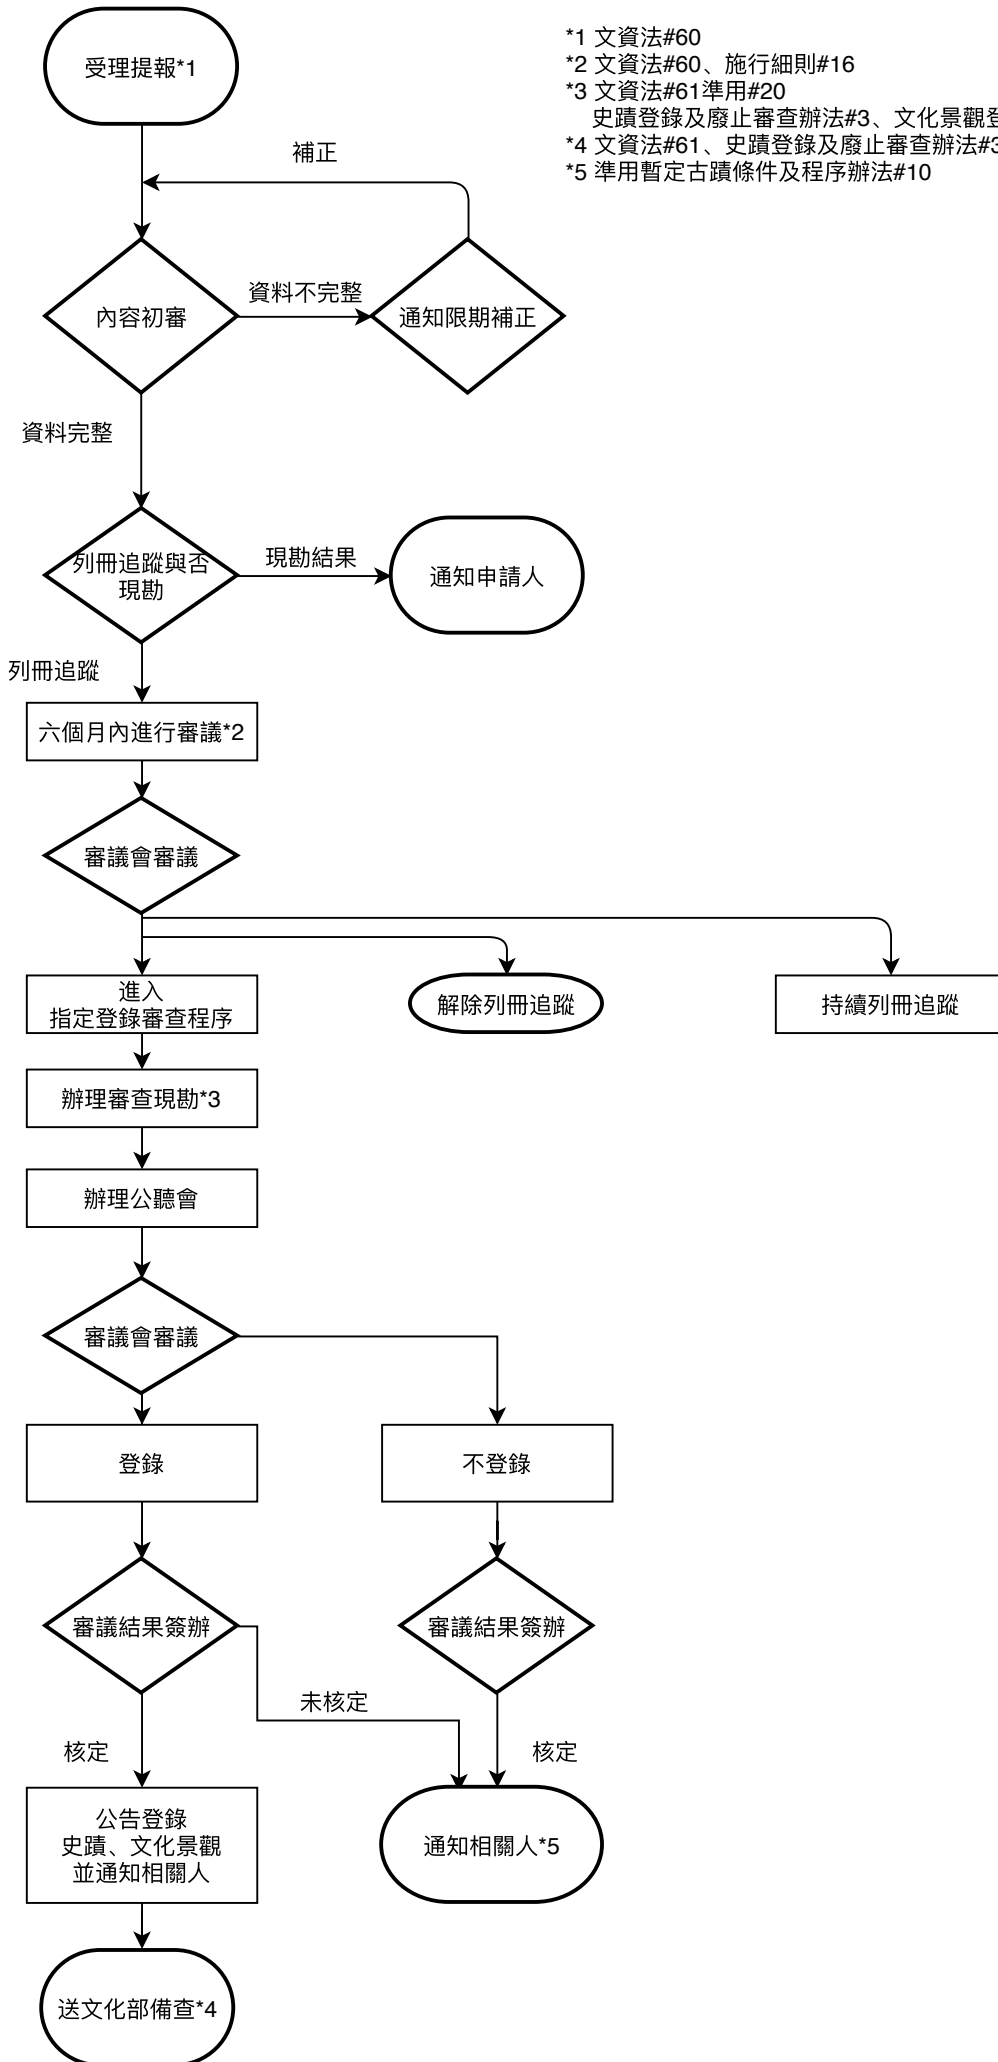 受理提報*1
*1 文資法#60
*2 文資法#60、施行細則#16
*3 文資法#61準用#20
史蹟登錄及廢止審查辦法#3、文化景觀
*4 文資法#61、史蹟登錄及廢止審查辦法#3
*5 準用暫定古蹟條件及程序辦法#10
補正
內容初審
資料不完整
通知限期補正
資料完整
列冊追蹤與否
現勘
現勘結果
通知申請人
列冊追蹤
六個月內進行審議*2
審議會審議
進入
指定登錄審查程序
解除列冊追蹤
持續列冊追蹤
辦理審查現勘*3
辦理公聽會
審議會審議
登錄
不登錄
審議結果簽辦
審議結果簽辦
未核定
核定
核定
公告登錄
史蹟、文化景觀
並通知相關人
通知相關人*5
送文化部備查*4